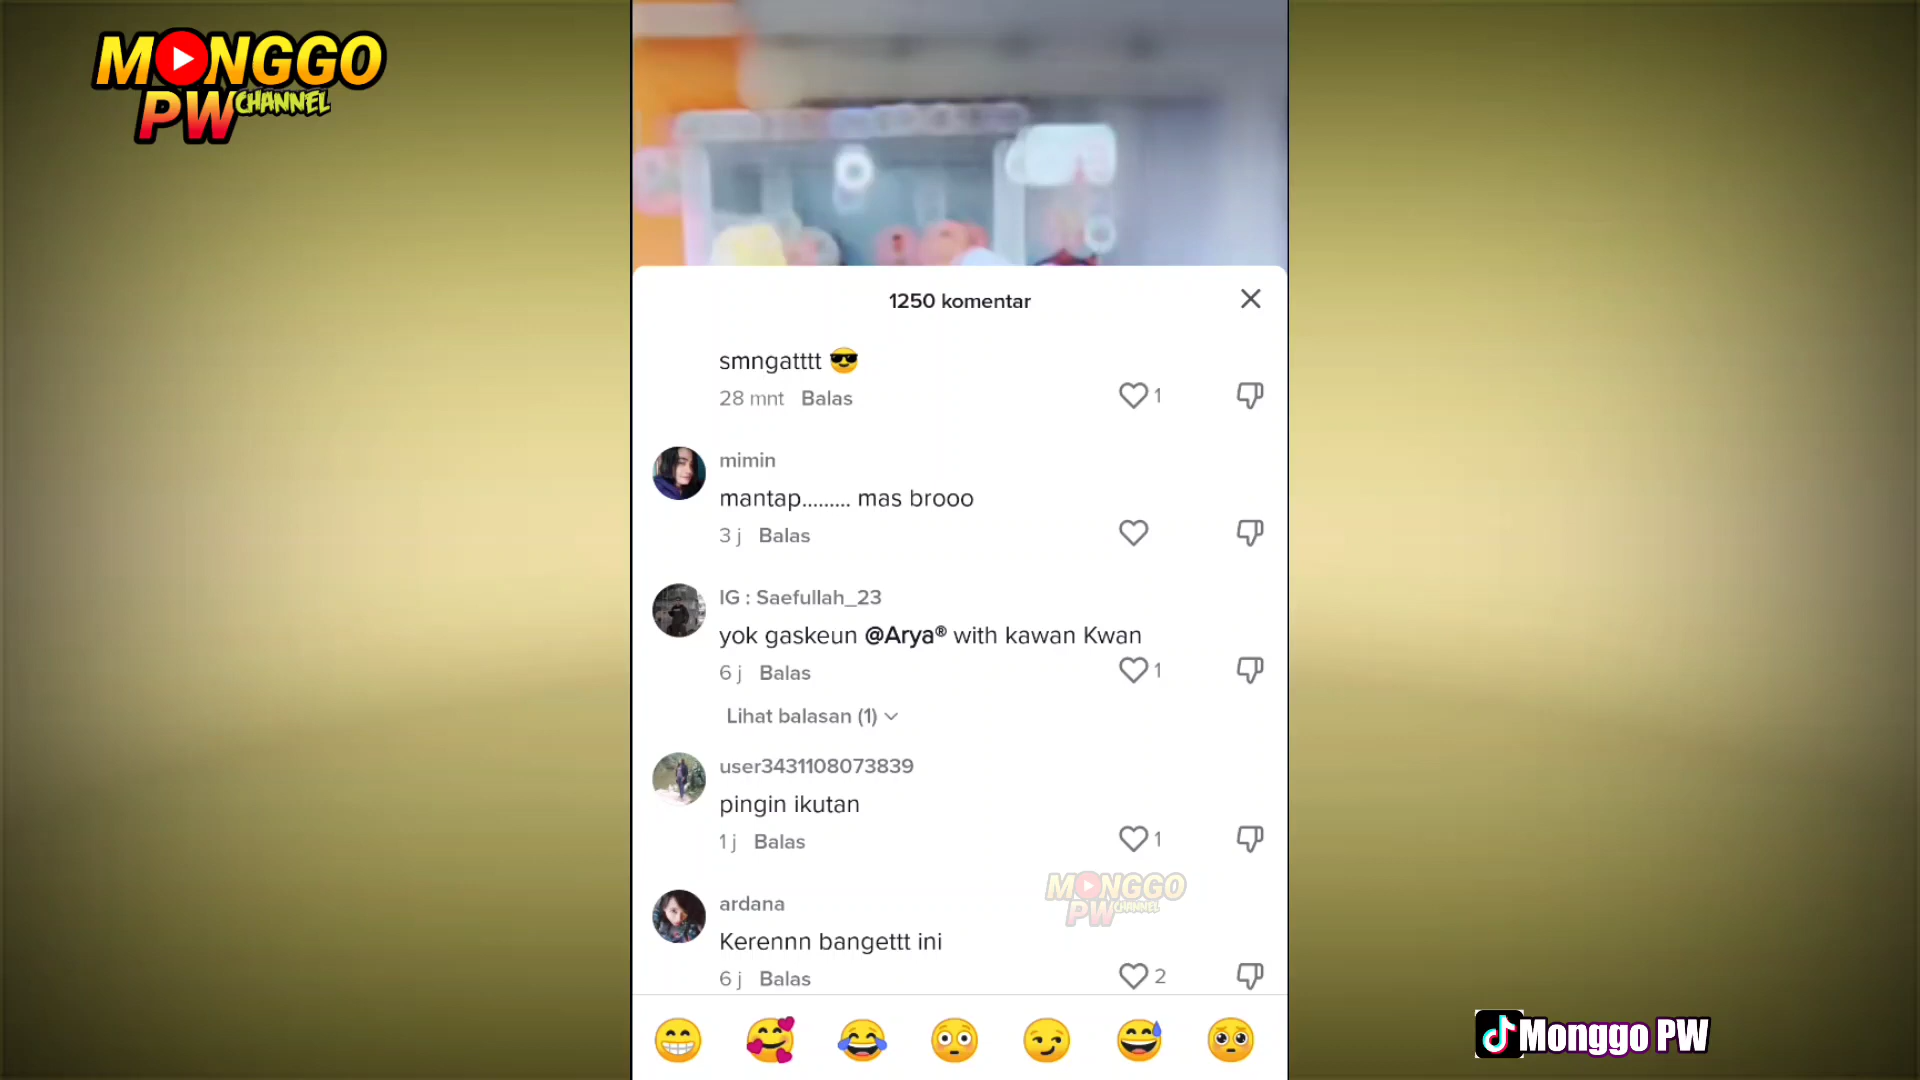 MONGGO
PW CHANNEL
1250 komentar
smngatttt 😎
28 mnt Balas
1
mimin
mantap......... mas brooo
3 j Balas
IG : Saefullah_23
yok gaskeun @Arya® with kawan Kwan
6 j Balas
1
Lihat balasan (1)
user3431108073839
pingin ikutan
1 j Balas
1
MONGGO
PW CHANNEL
ardana
Kerennn bangettt ini
6 j Balas
2
Monggo PW